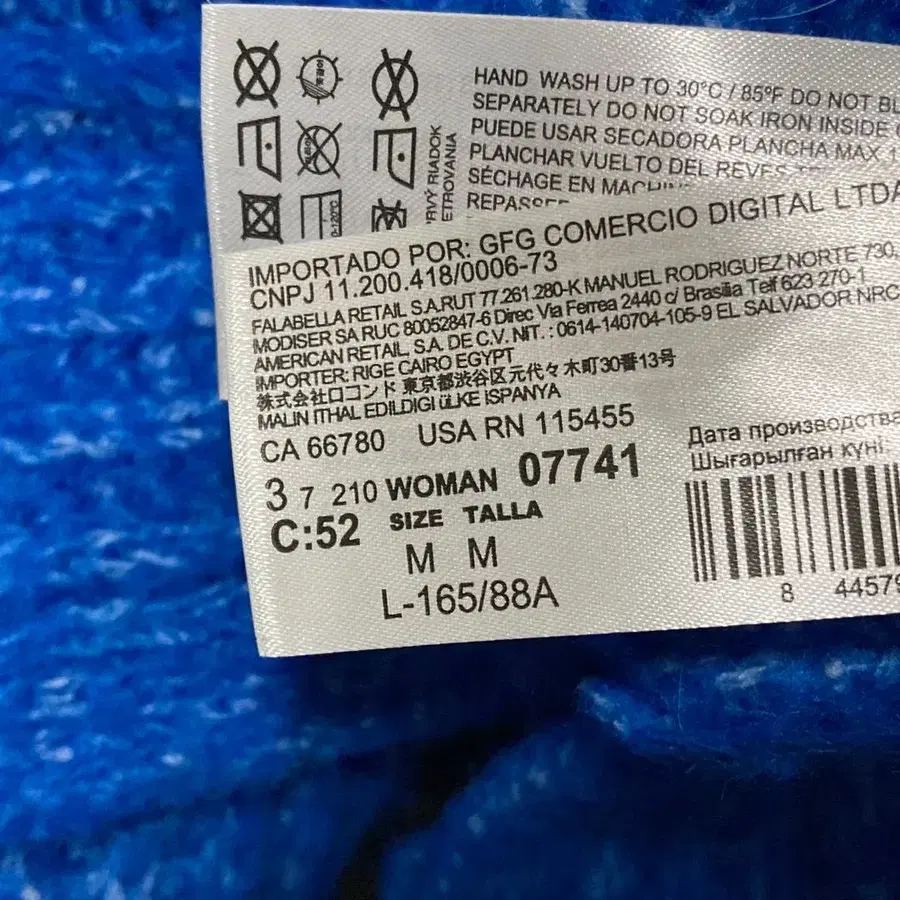 HAND WASH UP TO 30°C / 85ºF DO NOT BL
SEPARATELY DO NOT SOAK IRON INSIDE
PUEDE USAR SECADORA PLANCHA MAX 1
PLANCHAR VUELTO DEL REVES
SÉCHAGE EN
RVÝ RIADOK
ETROVANIA
IMPORTADO POR: GFG COMERCIO DIGITAL LTDA
CNPJ 11.200.418/0006-73
FALABELLA RETAIL S.A.RUT 77.261.280-K MANUEL RODRIGUEZ NORTE 730,
MODISER SA RUC 80052847-6 Direc Via Ferrea 2440 c/ Brasilia Telf 623 270-1
AMERICAN RETAIL, S.A. DE C.V. NIT. : 0614-140704-105-9 EL SALVADOR NRC
IMPORTER: RIGE CAIRO EGYPT
株式会社ロコンド 東京都渋谷区元代々木町30番13号
MALIN ITHAL EDILDIGI ÜLKE ISPANYA
CA 66780 USA RN 115455
3 7 210 WOMAN 07741
C:52 SIZE TALLA
M M
L-165/88A
Дата производства
Шығарылған күні
8 44579